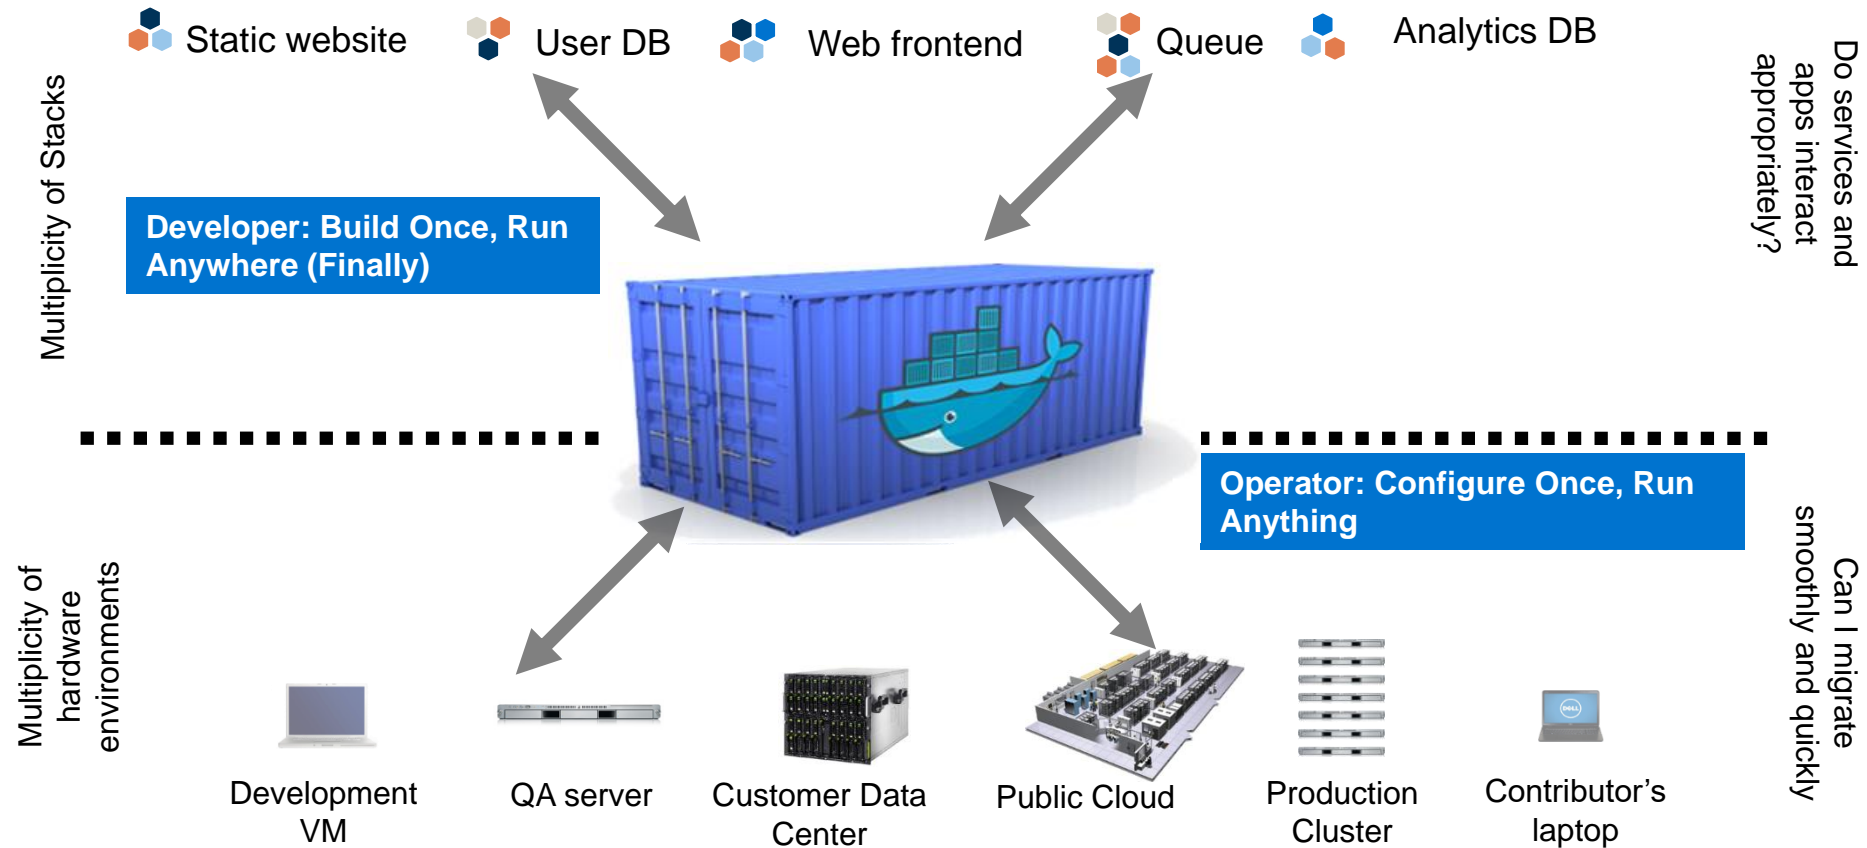 Static website
User DB
Web frontend
Queue
Analytics DB
Multiplicity of Stacks
Do services and
apps interact
appropriately?
Developer: Build Once, Run
Anywhere (Finally)
Operator: Configure Once, Run
Anything
Multiplicity of
hardware
environments
Can I migrate
smoothly and quickly
DELL
Development
VM
QA server
Customer Data
Center
Public Cloud
Production
Cluster
Contributor’s
laptop